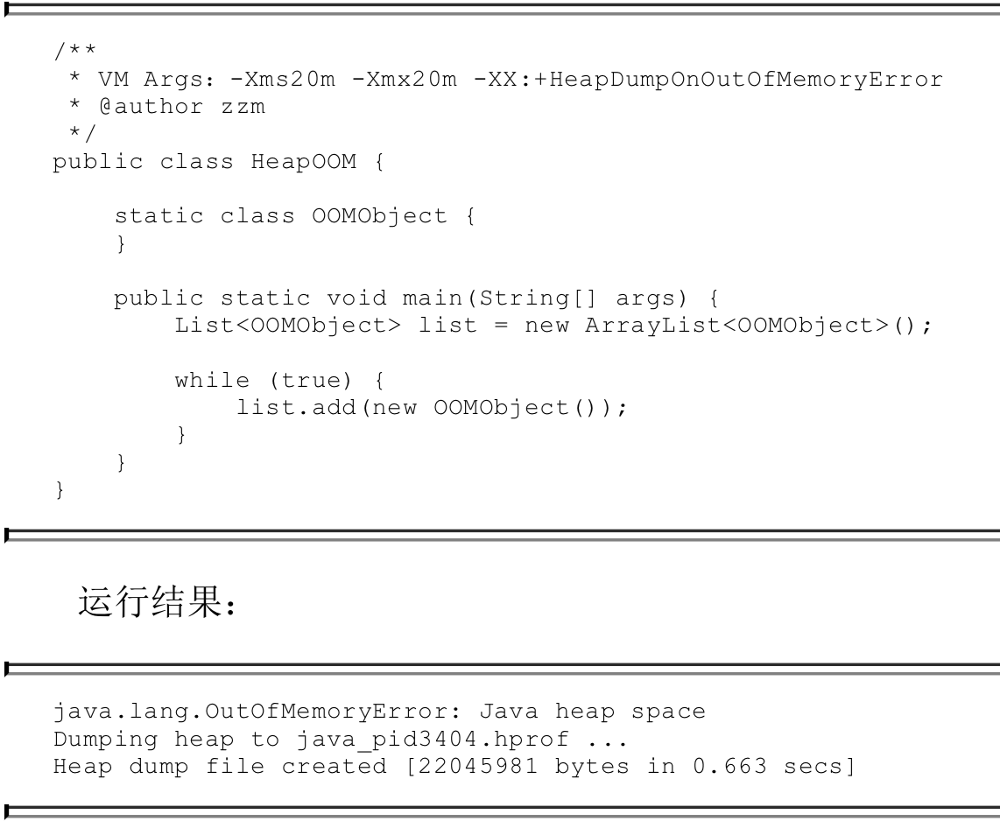 /**
 * VM Args: -Xms20m -Xmx20m -XX:+HeapDumpOnOutOfMemoryError
 * @author zzm
 */
public class HeapOOM {
    static class OOMObject {
    }
    public static void main(String[] args) {
        List<OOMObject> list = new ArrayList<OOMObject>();
        while (true) {
            list.add(new OOMObject());
        }
    }
}
运行结果：
java.lang.OutOfMemoryError: Java heap space
Dumping heap to java_pid3404.hprof ...
Heap dump file created [22045981 bytes in 0.663 secs]